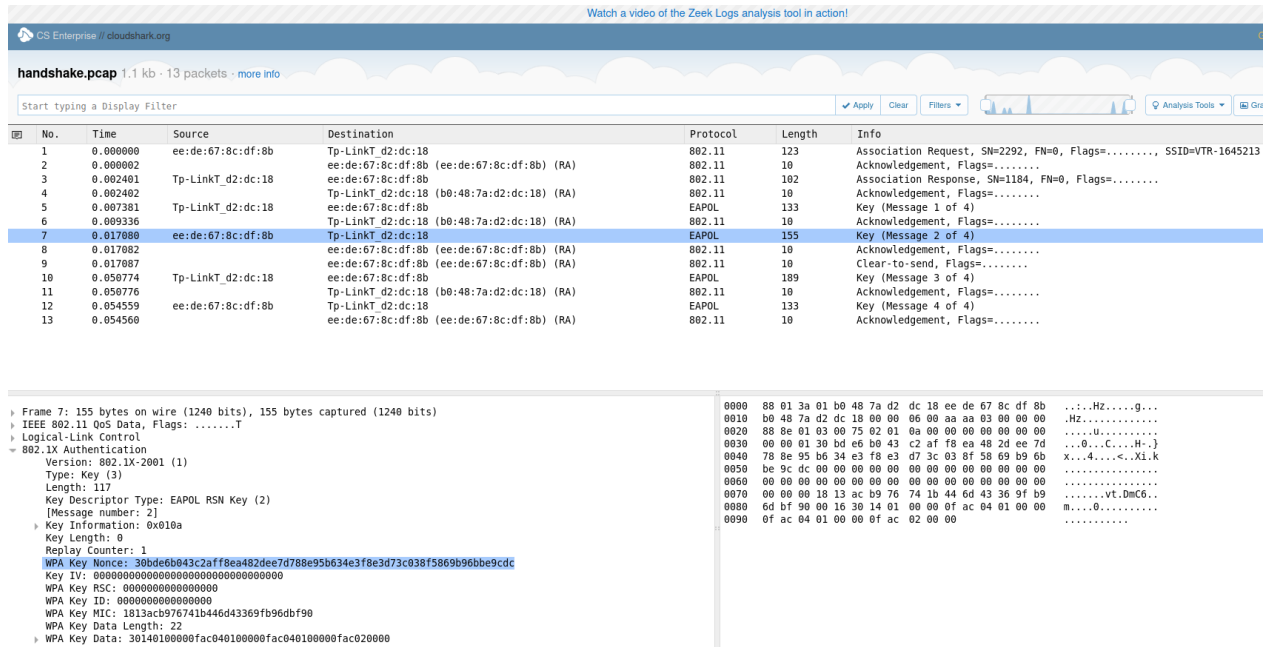 Watch a video of the Zeek Logs analysis tool in action!
CS Enterprise // cloudshark.org
handshake.pcap 1.1 kb · 13 packets · more info
Start typing a Display Filter Apply Clear Filters Analysis Tools Gra
No. Time Source Destination Protocol Length Info
1 0.000000 ee:de:67:8c:df:8b Tp-LinkT_d2:dc:18 802.11 123 Association Request, SN=2292, FN=0, Flags=........, SSID=VTR-1645213
2 0.000002 ee:de:67:8c:df:8b (ee:de:67:8c:df:8b) (RA) 802.11 10 Acknowledgement, Flags=........
3 0.002401 Tp-LinkT_d2:dc:18 ee:de:67:8c:df:8b 802.11 102 Association Response, SN=1184, FN=0, Flags=........
4 0.002402 Tp-LinkT_d2:dc:18 (b0:48:7a:d2:dc:18) (RA) 802.11 10 Acknowledgement, Flags=........
5 0.007381 Tp-LinkT_d2:dc:18 ee:de:67:8c:df:8b EAPOL 133 Key (Message 1 of 4)
6 0.009336 Tp-LinkT_d2:dc:18 (b0:48:7a:d2:dc:18) (RA) 802.11 10 Acknowledgement, Flags=........
7 0.017080 ee:de:67:8c:df:8b Tp-LinkT_d2:dc:18 EAPOL 155 Key (Message 2 of 4)
8 0.017082 ee:de:67:8c:df:8b (ee:de:67:8c:df:8b) (RA) 802.11 10 Acknowledgement, Flags=........
9 0.017087 ee:de:67:8c:df:8b (ee:de:67:8c:df:8b) (RA) 802.11 10 Clear-to-send, Flags=........
10 0.050774 Tp-LinkT_d2:dc:18 ee:de:67:8c:df:8b EAPOL 189 Key (Message 3 of 4)
11 0.050776 Tp-LinkT_d2:dc:18 (b0:48:7a:d2:dc:18) (RA) 802.11 10 Acknowledgement, Flags=........
12 0.054559 ee:de:67:8c:df:8b Tp-LinkT_d2:dc:18 EAPOL 133 Key (Message 4 of 4)
13 0.054560 ee:de:67:8c:df:8b (ee:de:67:8c:df:8b) (RA) 802.11 10 Acknowledgement, Flags=........
Frame 7: 155 bytes on wire (1240 bits), 155 bytes captured (1240 bits)
IEEE 802.11 QoS Data, Flags: .......T
Logical-Link Control
802.1X Authentication
Version: 802.1X-2001 (1)
Type: Key (3)
Length: 117
Key Descriptor Type: EAPOL RSN Key (2)
[Message number: 2]
Key Information: 0x010a
Key Length: 0
Replay Counter: 1
WPA Key Nonce: 30bde6b043c2aff8ea482dee7d788e95b634e3f8e3d73c038f5869b96bbe9cdc
Key IV: 00000000000000000000000000000000
WPA Key RSC: 0000000000000000
WPA Key ID: 0000000000000000
WPA Key MIC: 1813acb976741b446d43369fb96dbf90
WPA Key Data Length: 22
WPA Key Data: 30140100000fac040100000fac040100000fac020000
0000 88 01 3a 01 b0 48 7a d2 dc 18 ee de 67 8c df 8b ..:..Hz.....g...
0010 b0 48 7a d2 dc 18 00 00 06 00 aa aa 03 00 00 00 .Hz.............
0020 88 8e 01 03 00 75 02 01 0a 00 00 00 00 00 00 00 .....u..........
0030 00 00 01 30 bd e6 b0 43 c2 af f8 ea 48 2d ee 7d ...0...C....H-.}
0040 78 8e 95 b6 34 e3 f8 e3 d7 3c 03 8f 58 69 b9 6b x...4....<..Xi.k
0050 be 9c dc 00 00 00 00 00 00 00 00 00 00 00 00 00 ................
0060 00 00 00 00 00 00 00 00 00 00 00 00 00 00 00 00 ................
0070 00 00 00 18 13 ac b9 76 74 1b 44 6d 43 36 9f b9 .......vt.DmC6..
0080 6d bf 90 00 16 30 14 01 00 00 0f ac 04 01 00 00 m....0..........
0090 0f ac 04 01 00 00 0f ac 02 00 00 ...........